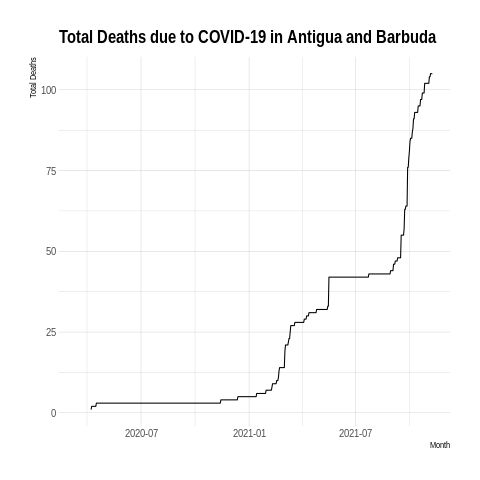 Total Deaths due to COVID-19 in Antigua and Barbuda
Total Deaths
100
75
50
25
0
2020-07 2021-01 2021-07
Month